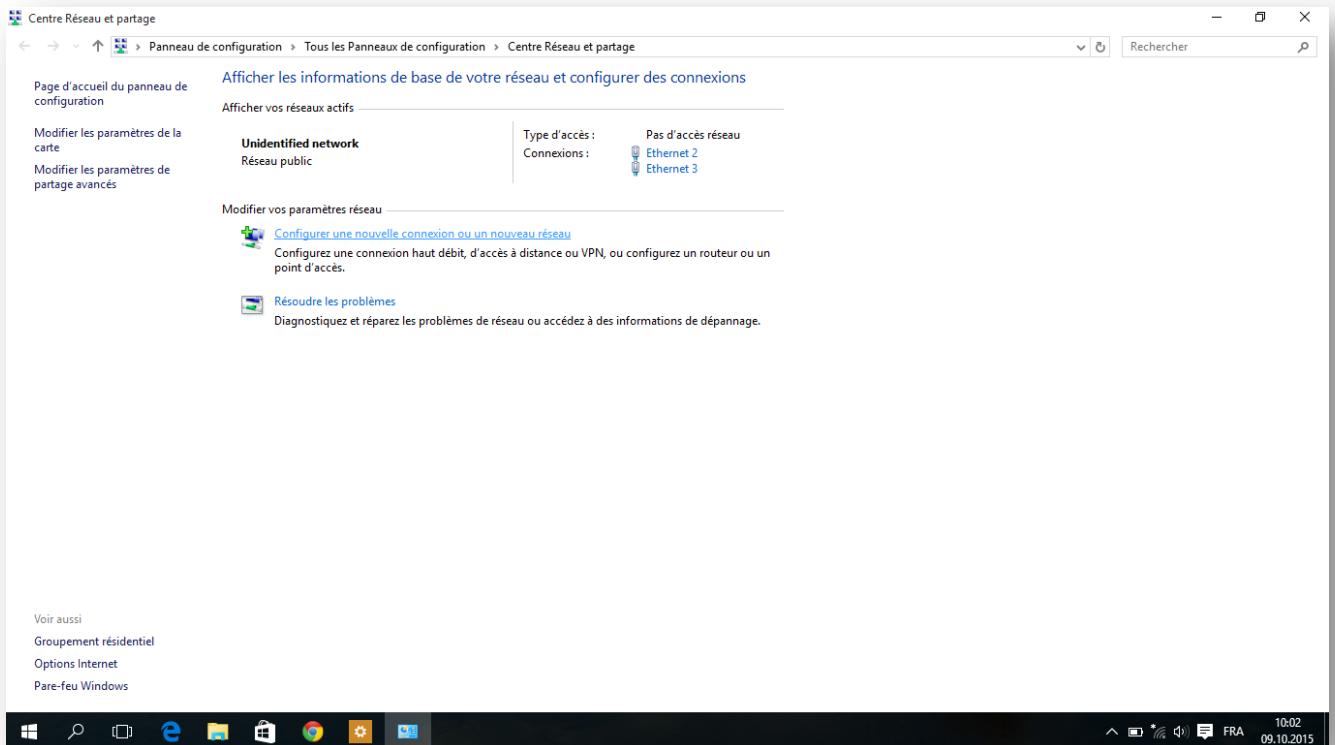 Centre Réseau et partage
Panneau de configuration > Tous les Panneaux de configuration > Centre Réseau et partage
Rechercher
Page d'accueil du panneau de
configuration
Modifier les paramètres de la
carte
Modifier les paramètres de
partage avancés
Afficher les informations de base de votre réseau et configurer des connexions
Afficher vos réseaux actifs
Unidentified network
Réseau public
Type d'accès :
Pas d'accès réseau
Connexions :
Ethernet 2
Ethernet 3
Modifier vos paramètres réseau
Configurer une nouvelle connexion ou un nouveau réseau
Configurez une connexion haut débit, d'accès à distance ou VPN, ou configurez un routeur ou un
point d'accès.
Résoudre les problèmes
Diagnostiquez et réparez les problèmes de réseau ou accédez à des informations de dépannage.
Voir aussi
Groupement résidentiel
Options Internet
Pare-feu Windows
FRA
10:02
09.10.2015